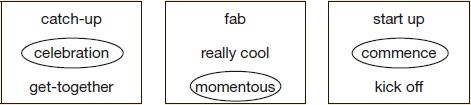 catch-up
celebration
get-together
fab
really cool
momentous
start up
commence
kick off